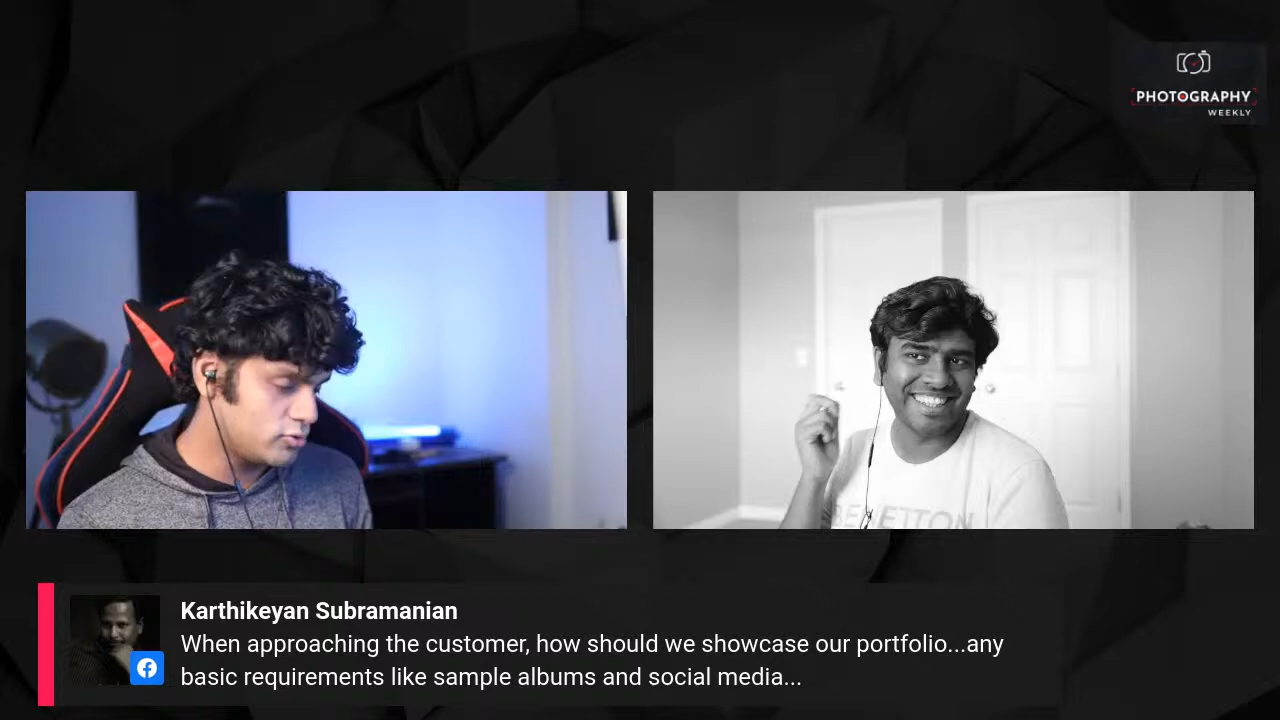 PHOTOGRAPHY
WEEKLY
BENETTON
Karthikeyan Subramanian
When approaching the customer, how should we showcase our portfolio...any
basic requirements like sample albums and social media...